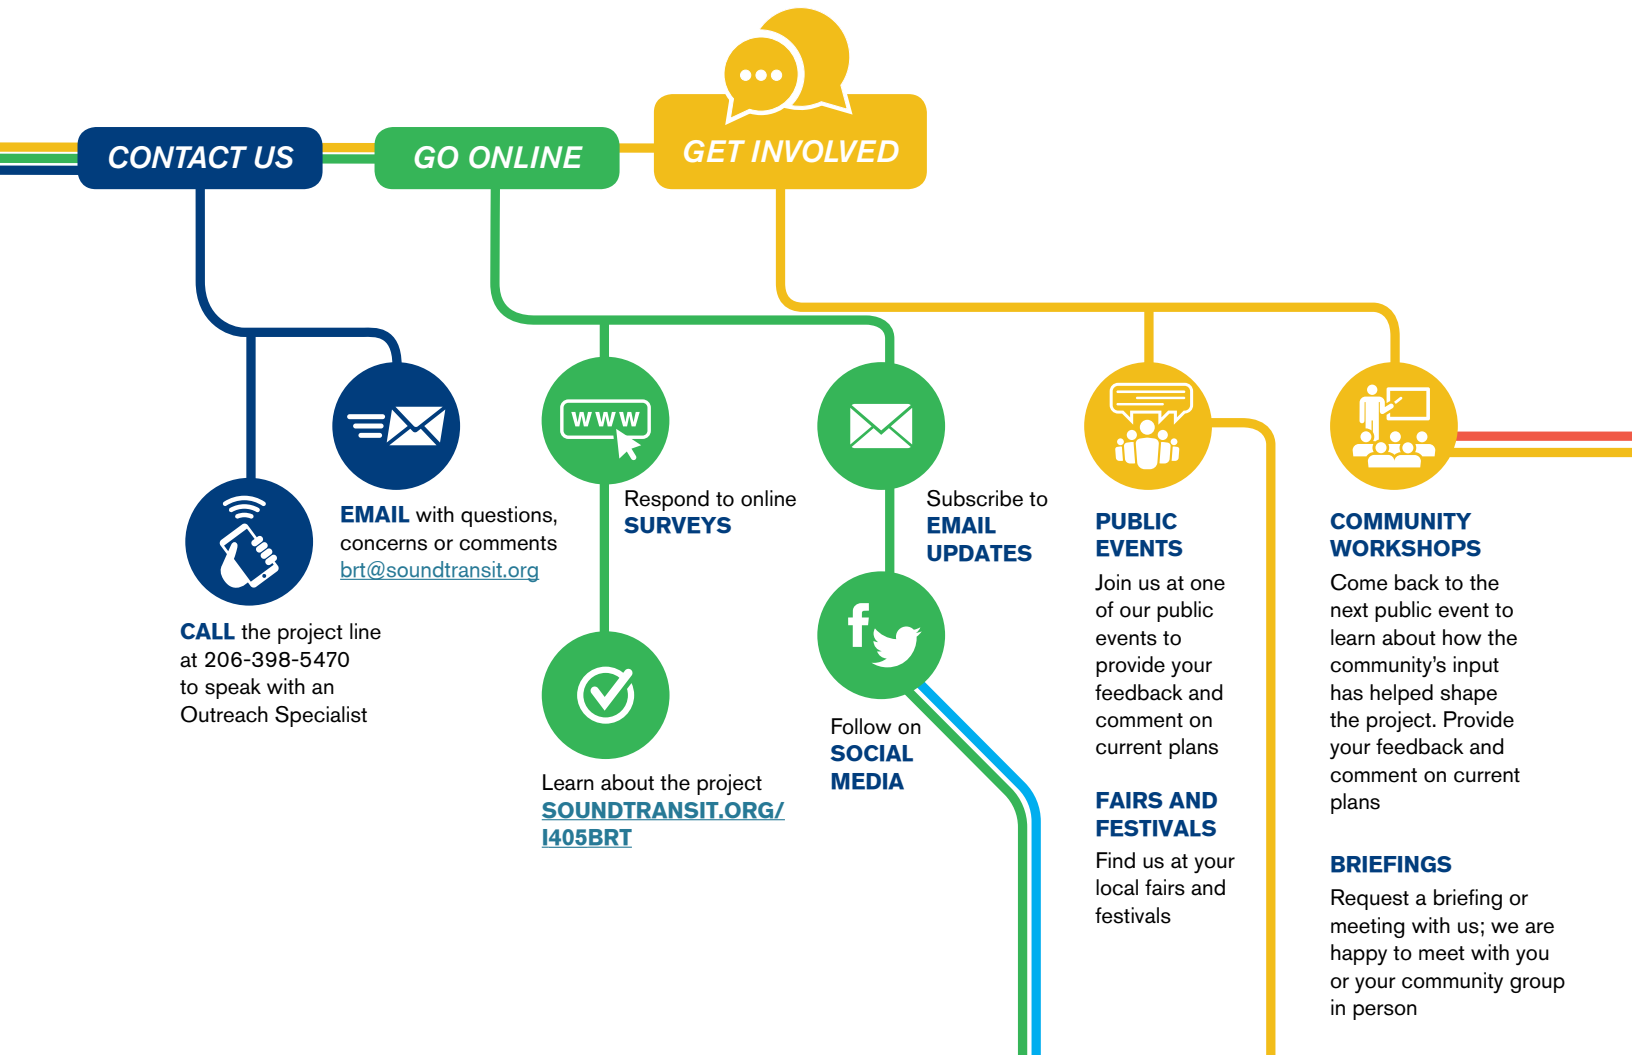 CONTACT US
GO ONLINE
GET INVOLVED
EMAIL with questions,
concerns or comments
brt@soundtransit.org
CALL the project line
at 206-398-5470
to speak with an
Outreach Specialist
WWW
Respond to online
SURVEYS
Learn about the project
SOUNDTRANSIT.ORG/
I405BRT
Subscribe to
EMAIL
UPDATES
f
Follow on
SOCIAL
MEDIA
PUBLIC
EVENTS
Join us at one
of our public
events to
provide your
feedback and
comment on
current plans
FAIRS AND
FESTIVALS
Find us at your
local fairs and
festivals
COMMUNITY
WORKSHOPS
Come back to the
next public event to
learn about how the
community’s input
has helped shape
the project. Provide
your feedback and
comment on current
plans
BRIEFINGS
Request a briefing or
meeting with us; we are
happy to meet with you
or your community group
in person